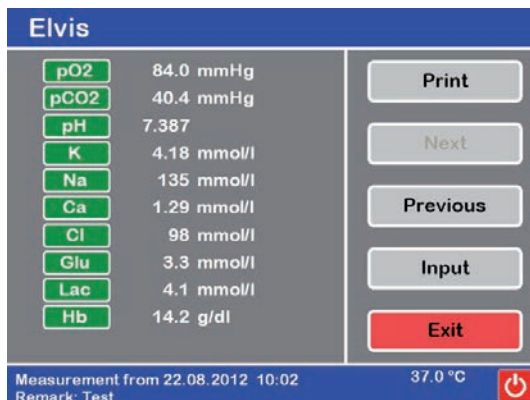 Elvis
pO2 84.0 mmHg
pCO2 40.4 mmHg
pH 7.387
K 4.18 mmol/l
Na 135 mmol/l
Ca 1.29 mmol/l
Cl 98 mmol/l
Glu 3.3 mmol/l
Lac 4.1 mmol/l
Hb 14.2 g/dl
Print
Next
Previous
Input
Exit
Measurement from 22.08.2012 10:02
Remark: Test
37.0 °C